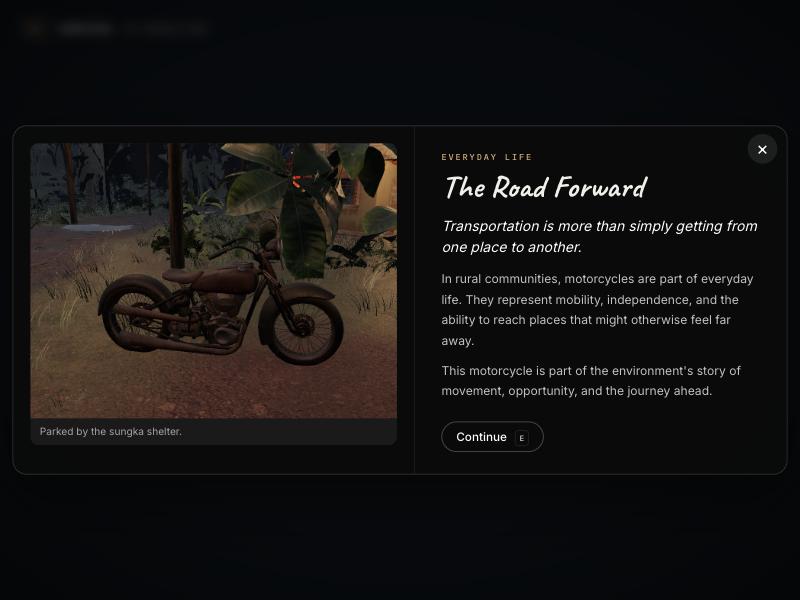 EVERYDAY LIFE
The Road Forward
Transportation is more than simply getting from
one place to another.
In rural communities, motorcycles are part of everyday
life. They represent mobility, independence, and the
ability to reach places that might otherwise feel far
away.
This motorcycle is part of the environment's story of
movement, opportunity, and the journey ahead.
Parked by the sungka shelter.
Continue E